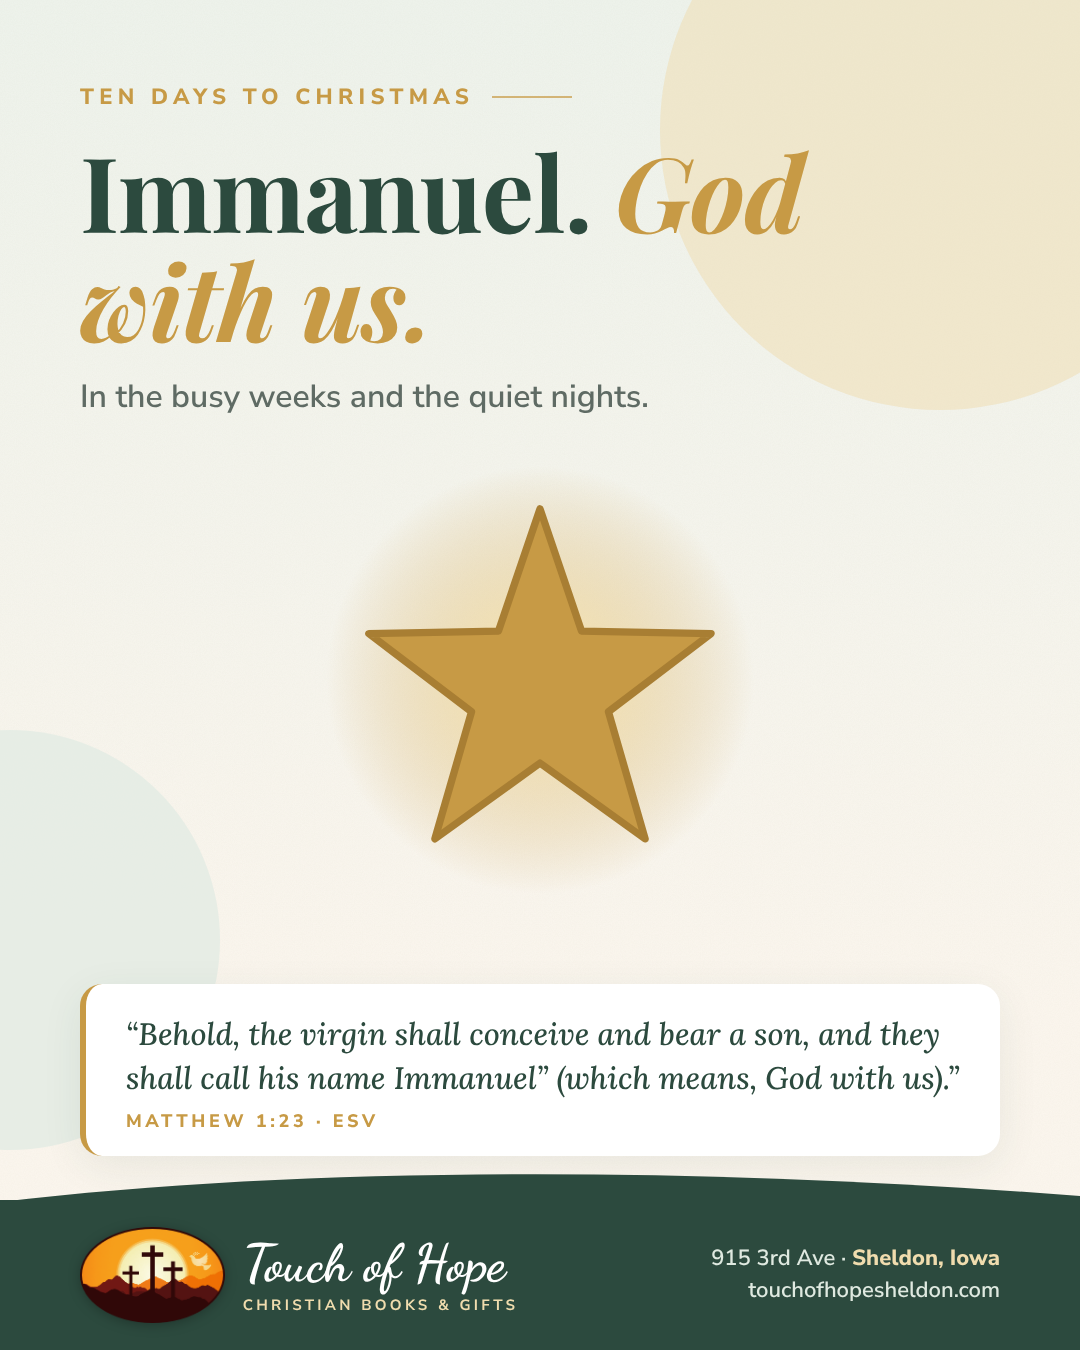 TEN DAYS TO CHRISTMAS
Immanuel. God
with us.
In the busy weeks and the quiet nights.
“Behold, the virgin shall conceive and bear a son, and they
shall call his name Immanuel” (which means, God with us).”
MATTHEW 1:23 · ESV
Touch of Hope
CHRISTIAN BOOKS & GIFTS
915 3rd Ave · Sheldon, Iowa
touchofhopesheldon.com